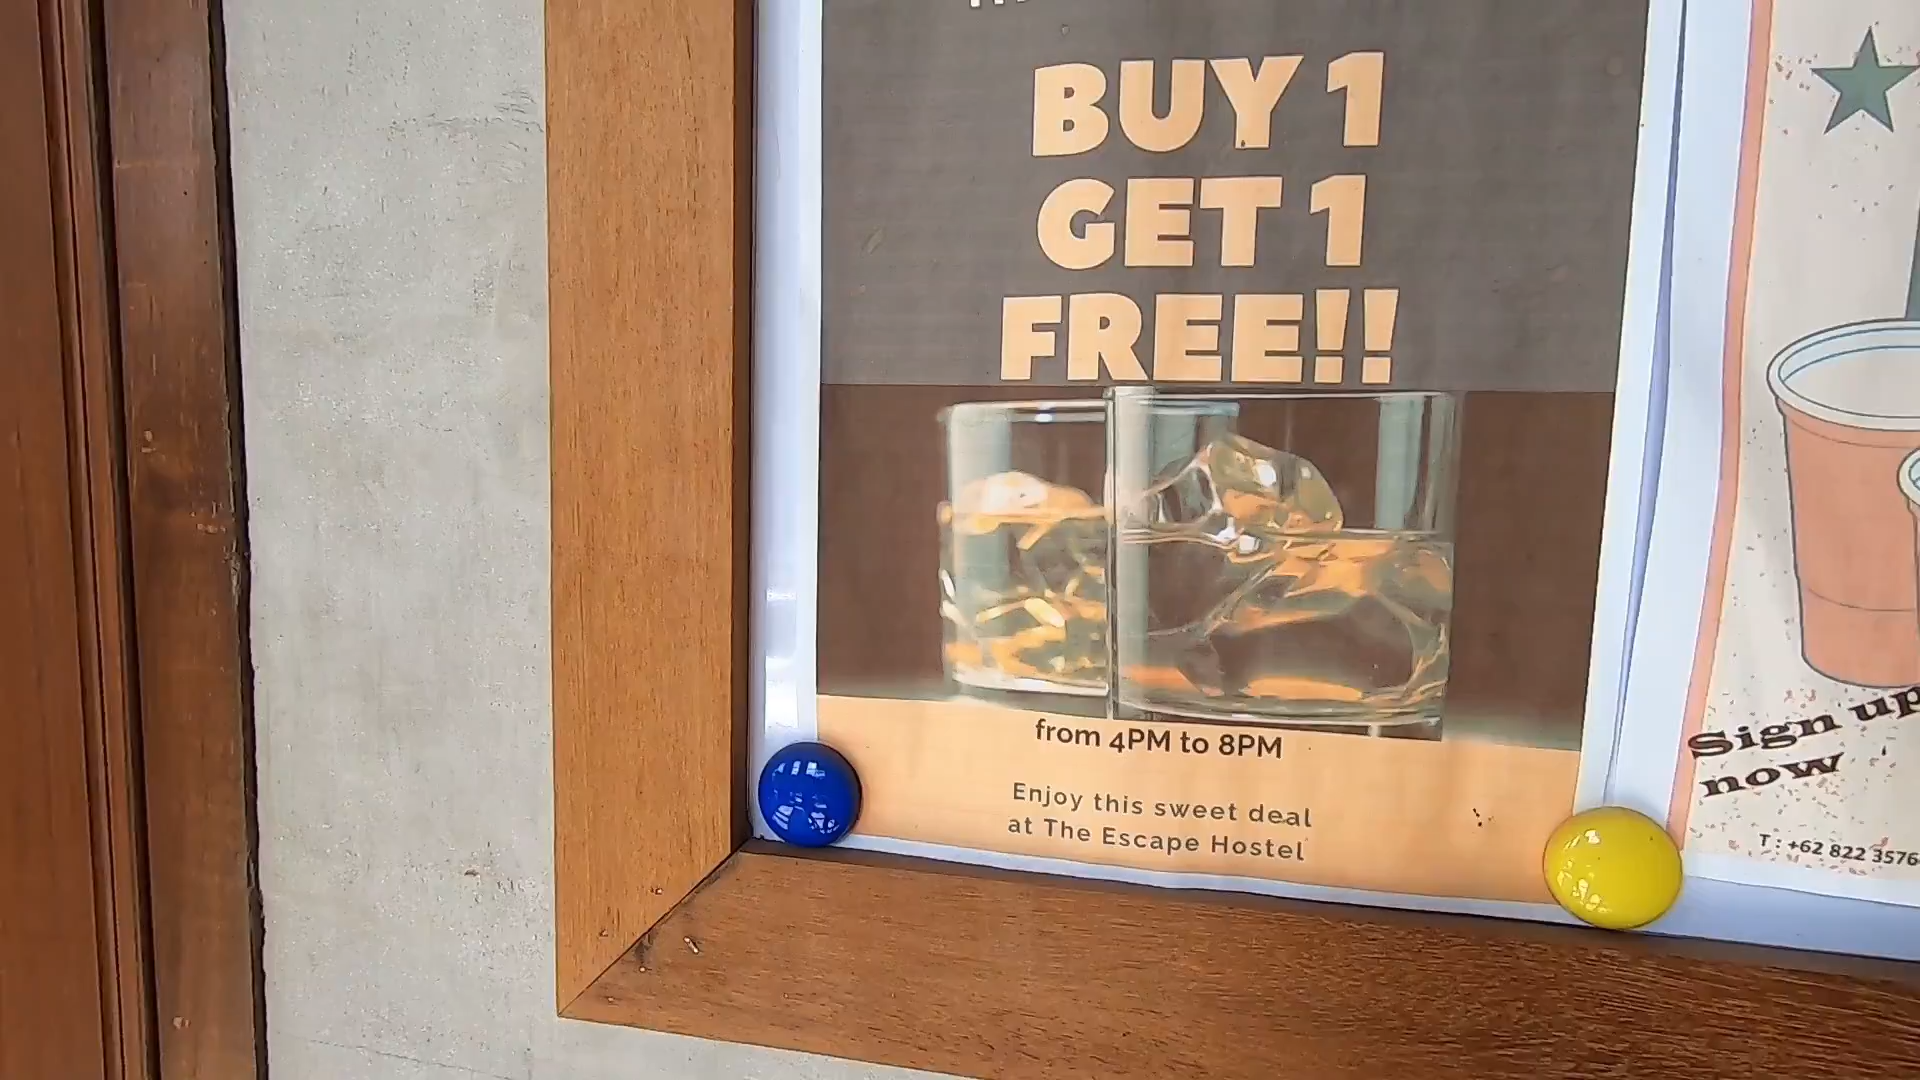 BUY 1
GET 1
FREE!!
from 4PM to 8PM
Enjoy this sweet deal
at The Escape Hostel
Sign up
now
T : +62 822 3576